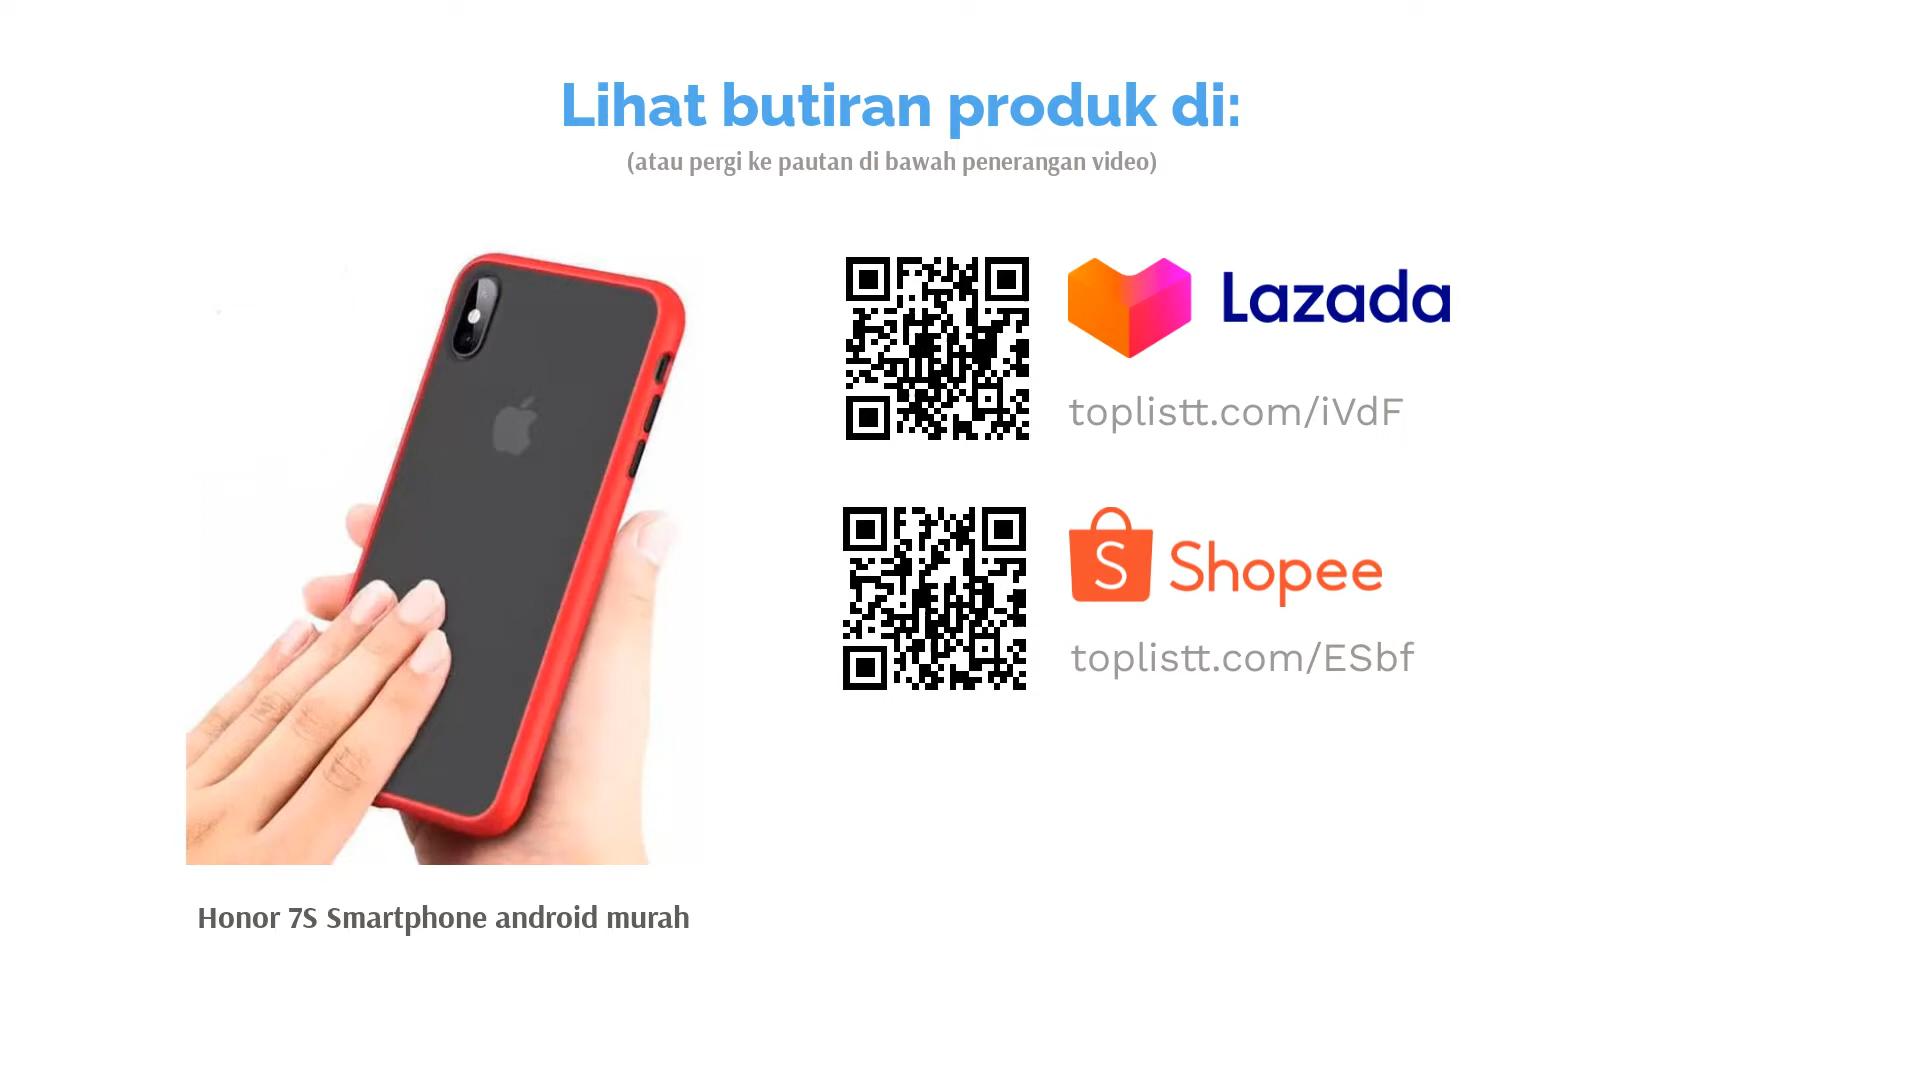 Lihat butiran produk di:
(atau pergi ke pautan di bawah penerangan video)
Lazada
toplistt.com/iVdF
S Shopee
toplistt.com/ESbf
Honor 7S Smartphone android murah